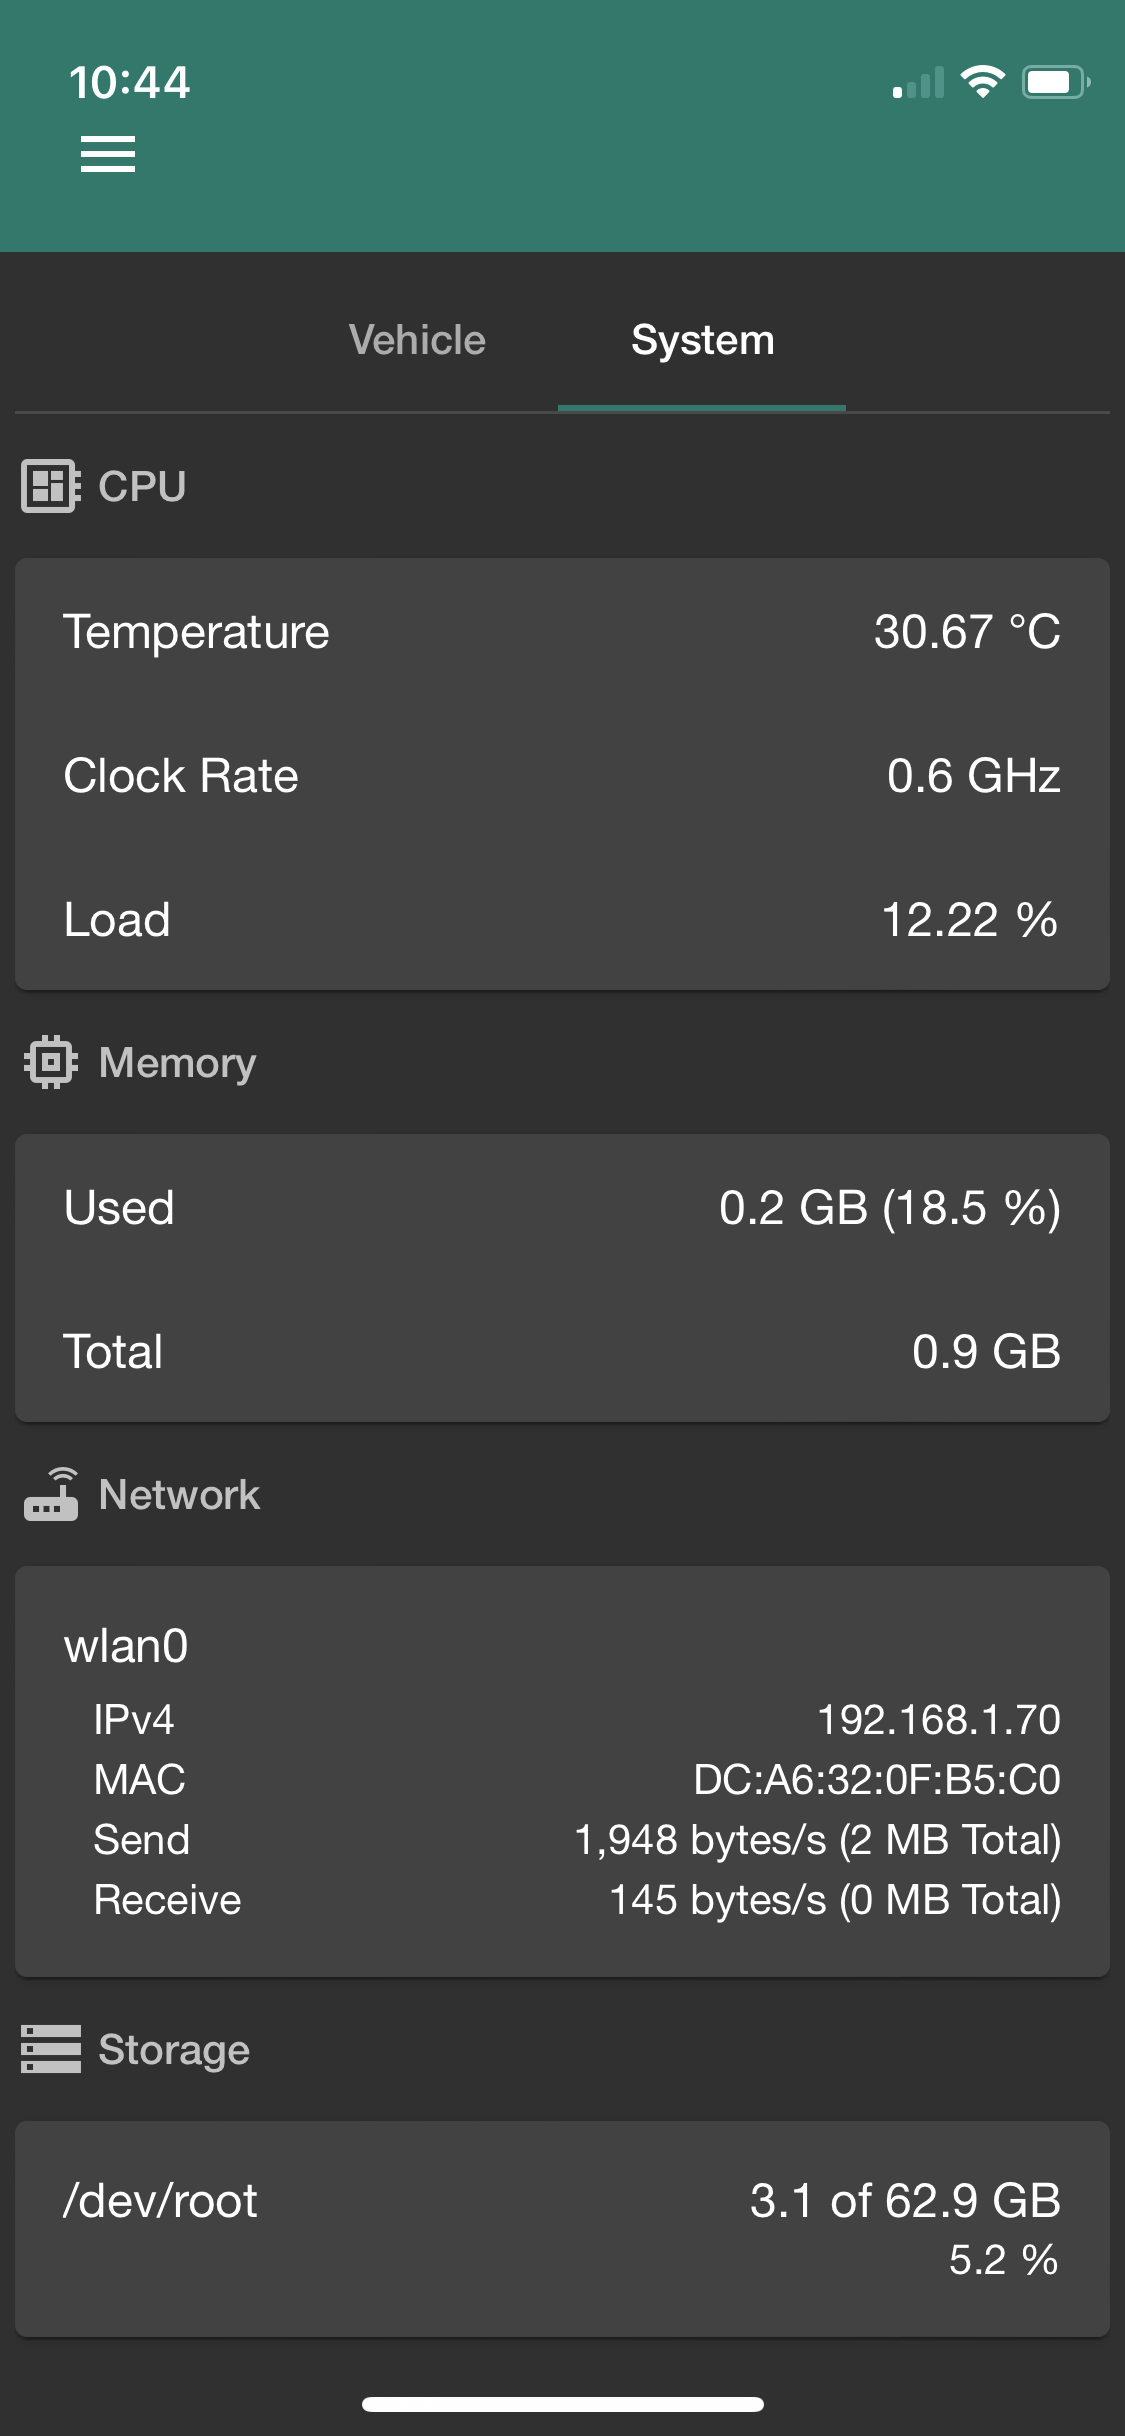 10:44
Vehicle System
CPU
Temperature 30.67 °C
Clock Rate 0.6 GHz
Load 12.22 %
Memory
Used 0.2 GB (18.5 %)
Total 0.9 GB
Network
wlan0
IPv4 192.168.1.70
MAC DC:A6:32:0F:B5:C0
Send 1,948 bytes/s (2 MB Total)
Receive 145 bytes/s (0 MB Total)
Storage
/dev/root 3.1 of 62.9 GB
5.2 %